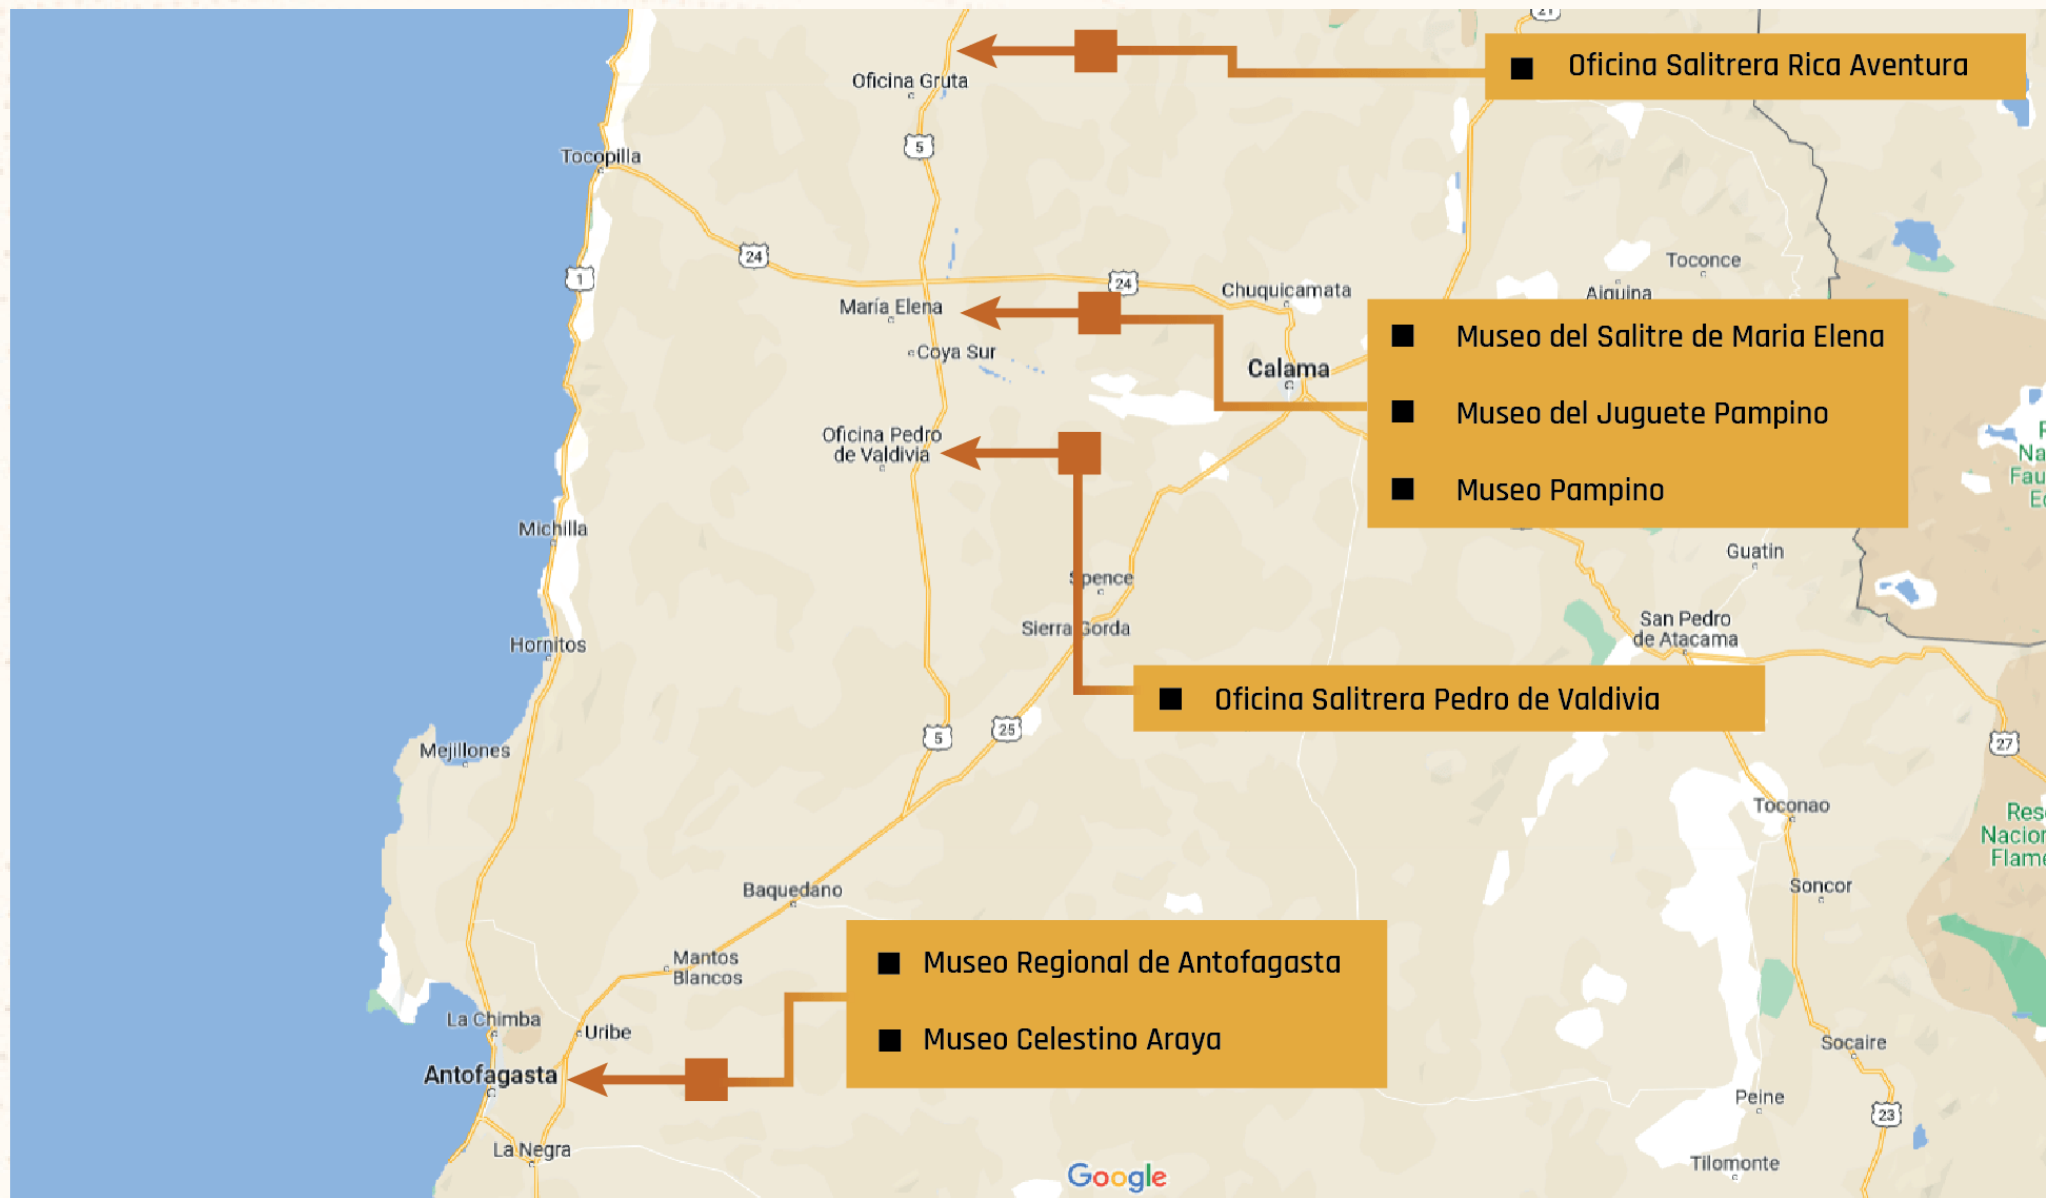 21
Oficina Salitrera Rica Aventura
Oficina Gruta
5
Tocopilla
24
1
Toconce
24
Chuquicamata
Aiquina
María Elena
Museo del Salitre de Maria Elena
Coya Sur
Calama
Museo del Juguete Pampino
Oficina Pedro
de Valdivia
Museo Pampino
Michilla
Guatin
Spence
San Pedro
de Atacama
Sierra Gorda
Hornitos
Oficina Salitrera Pedro de Valdivia
5
25
27
Mejillones
Toconao
Nacion
Flame
Baquedano
Soncor
Mantos
Blancos
Museo Regional de Antofagasta
La Chimba
Uribe
Museo Celestino Araya
Socaire
Antofagasta
Peine
23
La Negra
Tilomonte
Google